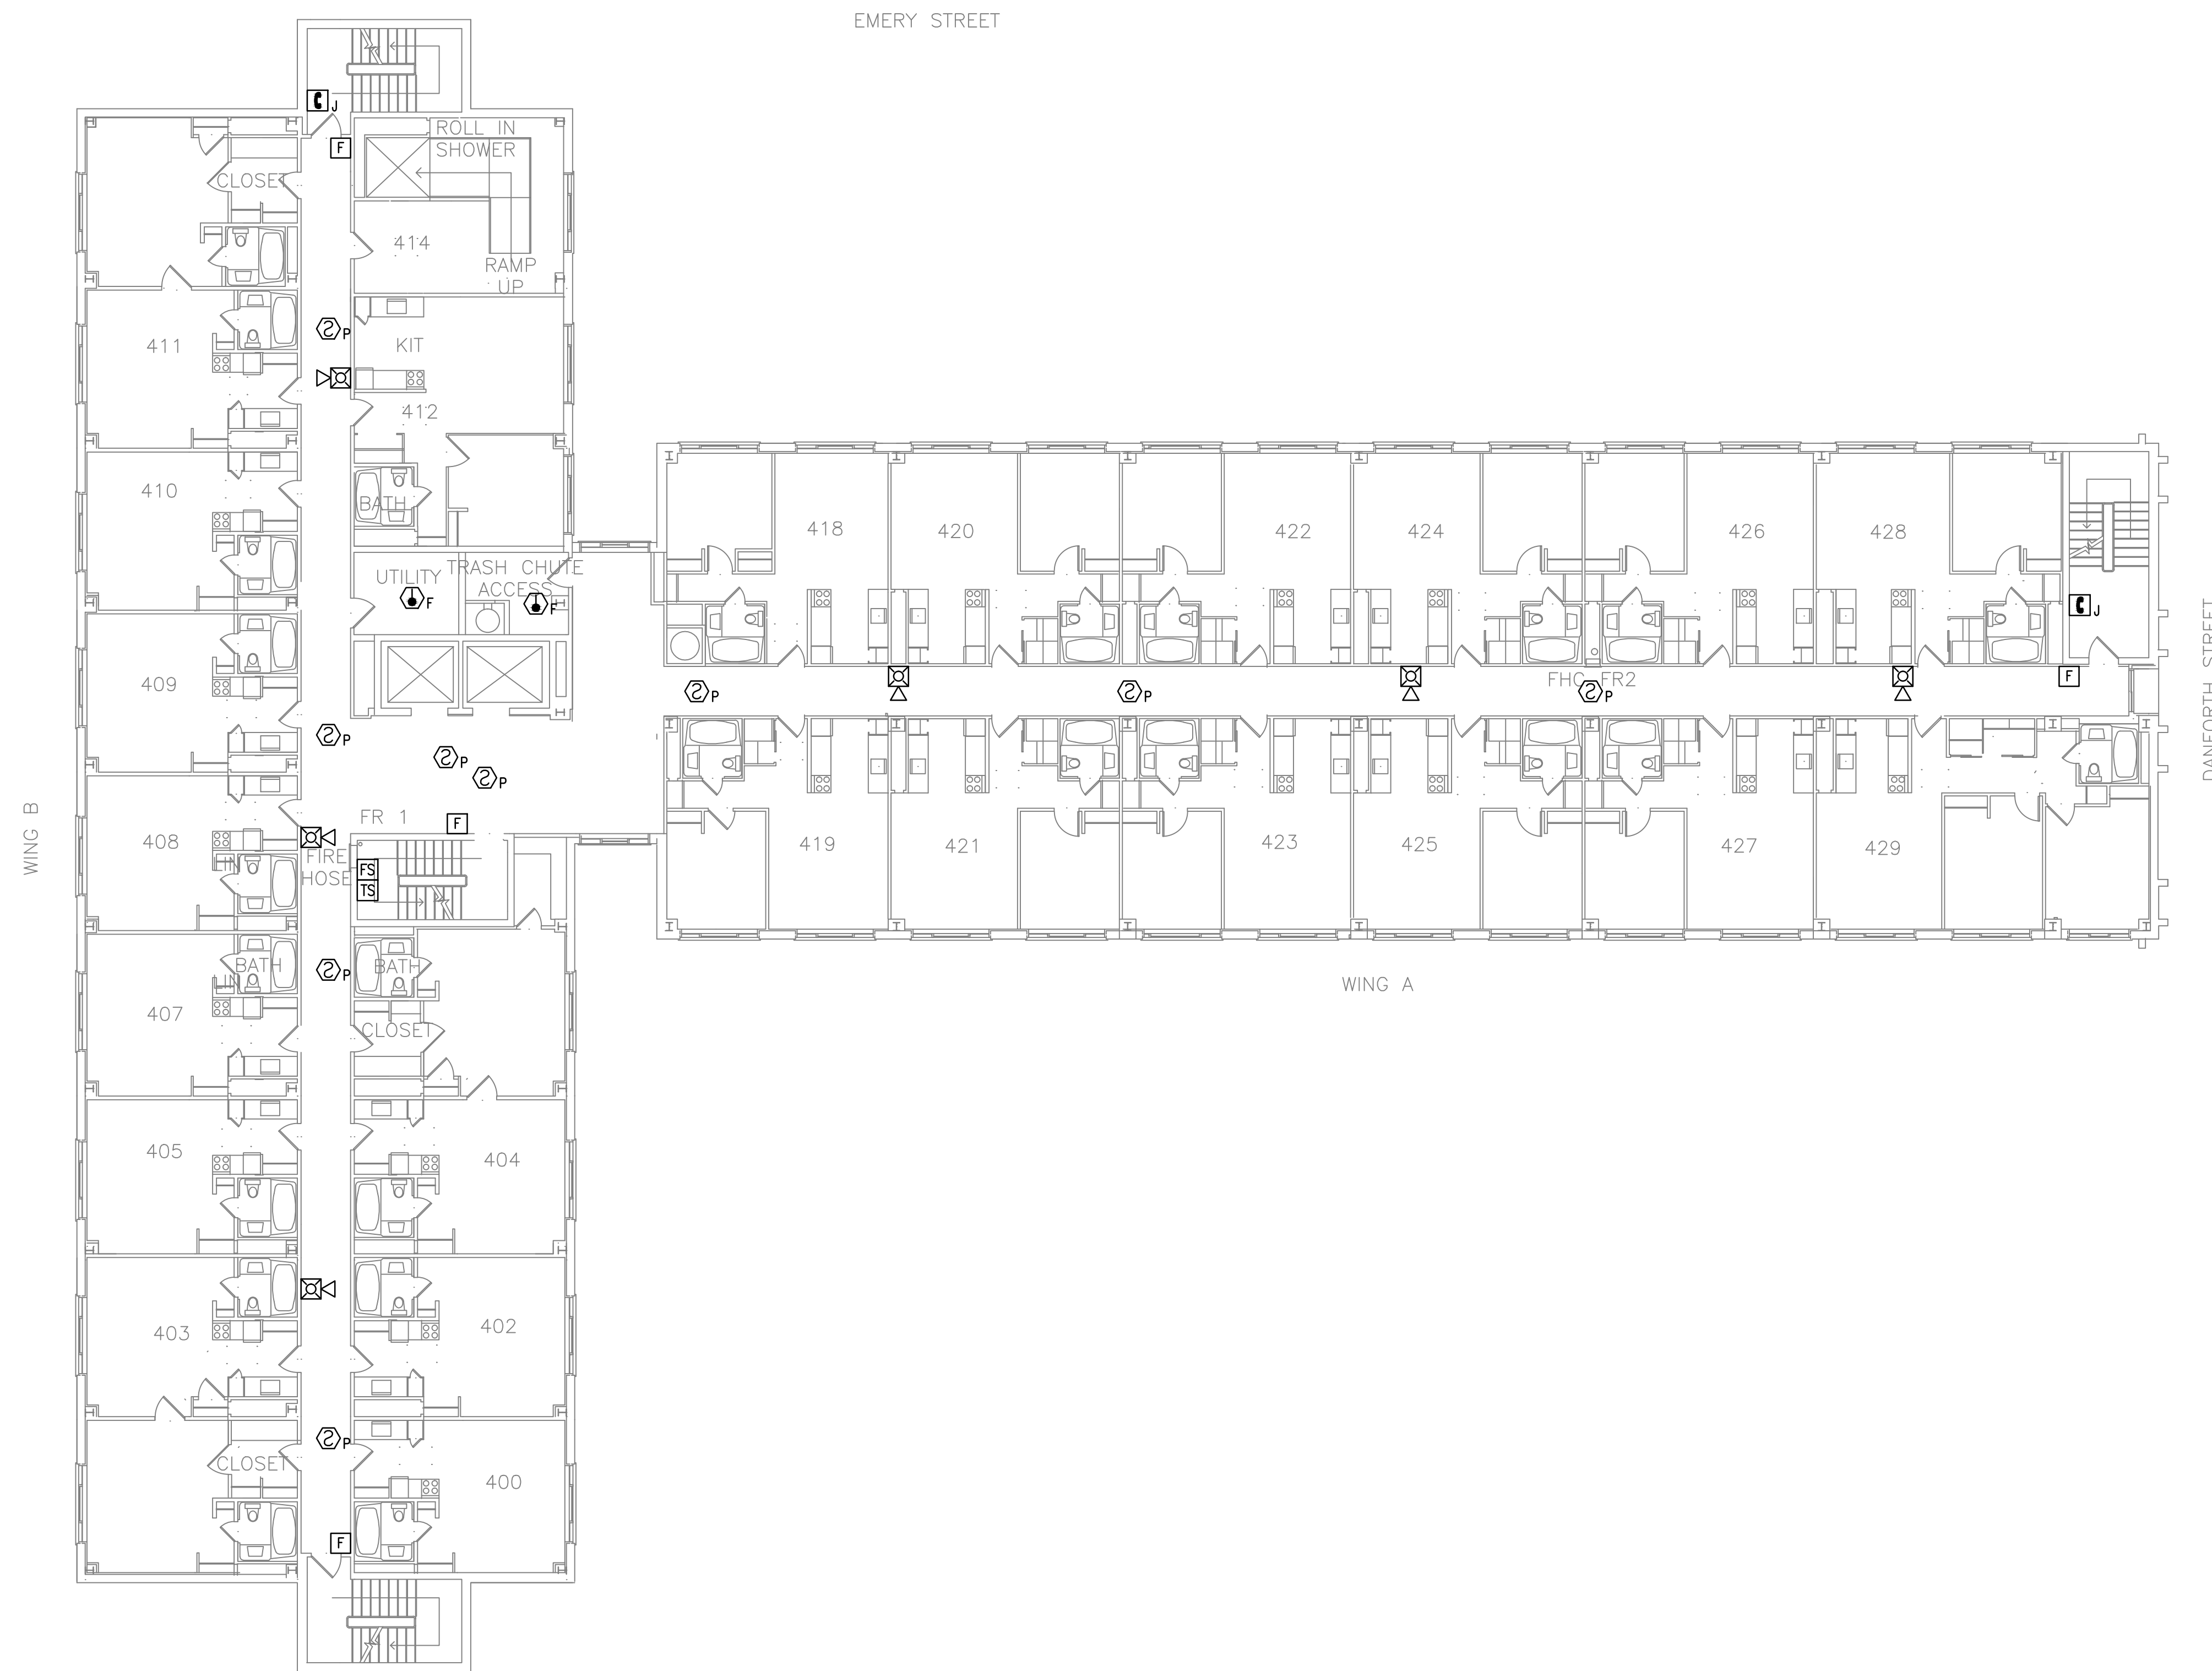 EMERY STREET
J
F
ROLL IN
SHOWER
CLOSET
414
RAMP
UP
S P
411
KIT
412
410
BATH
418
420
422
424
426
428
UTILITY
F
TRASH CHUTE
ACCESS
F
J
DANFORTH STREET
409
S P
S P
S P
S P
FHC FR2
S P
F
S P
S P
WING B
FR 1
F
408
LIN
FIRE
HOSE
FS
TS
419
421
423
425
427
429
BATH
LIN
S P
BATH
WING A
407
CLOSET
405
404
403
402
S P
CLOSET
400
F